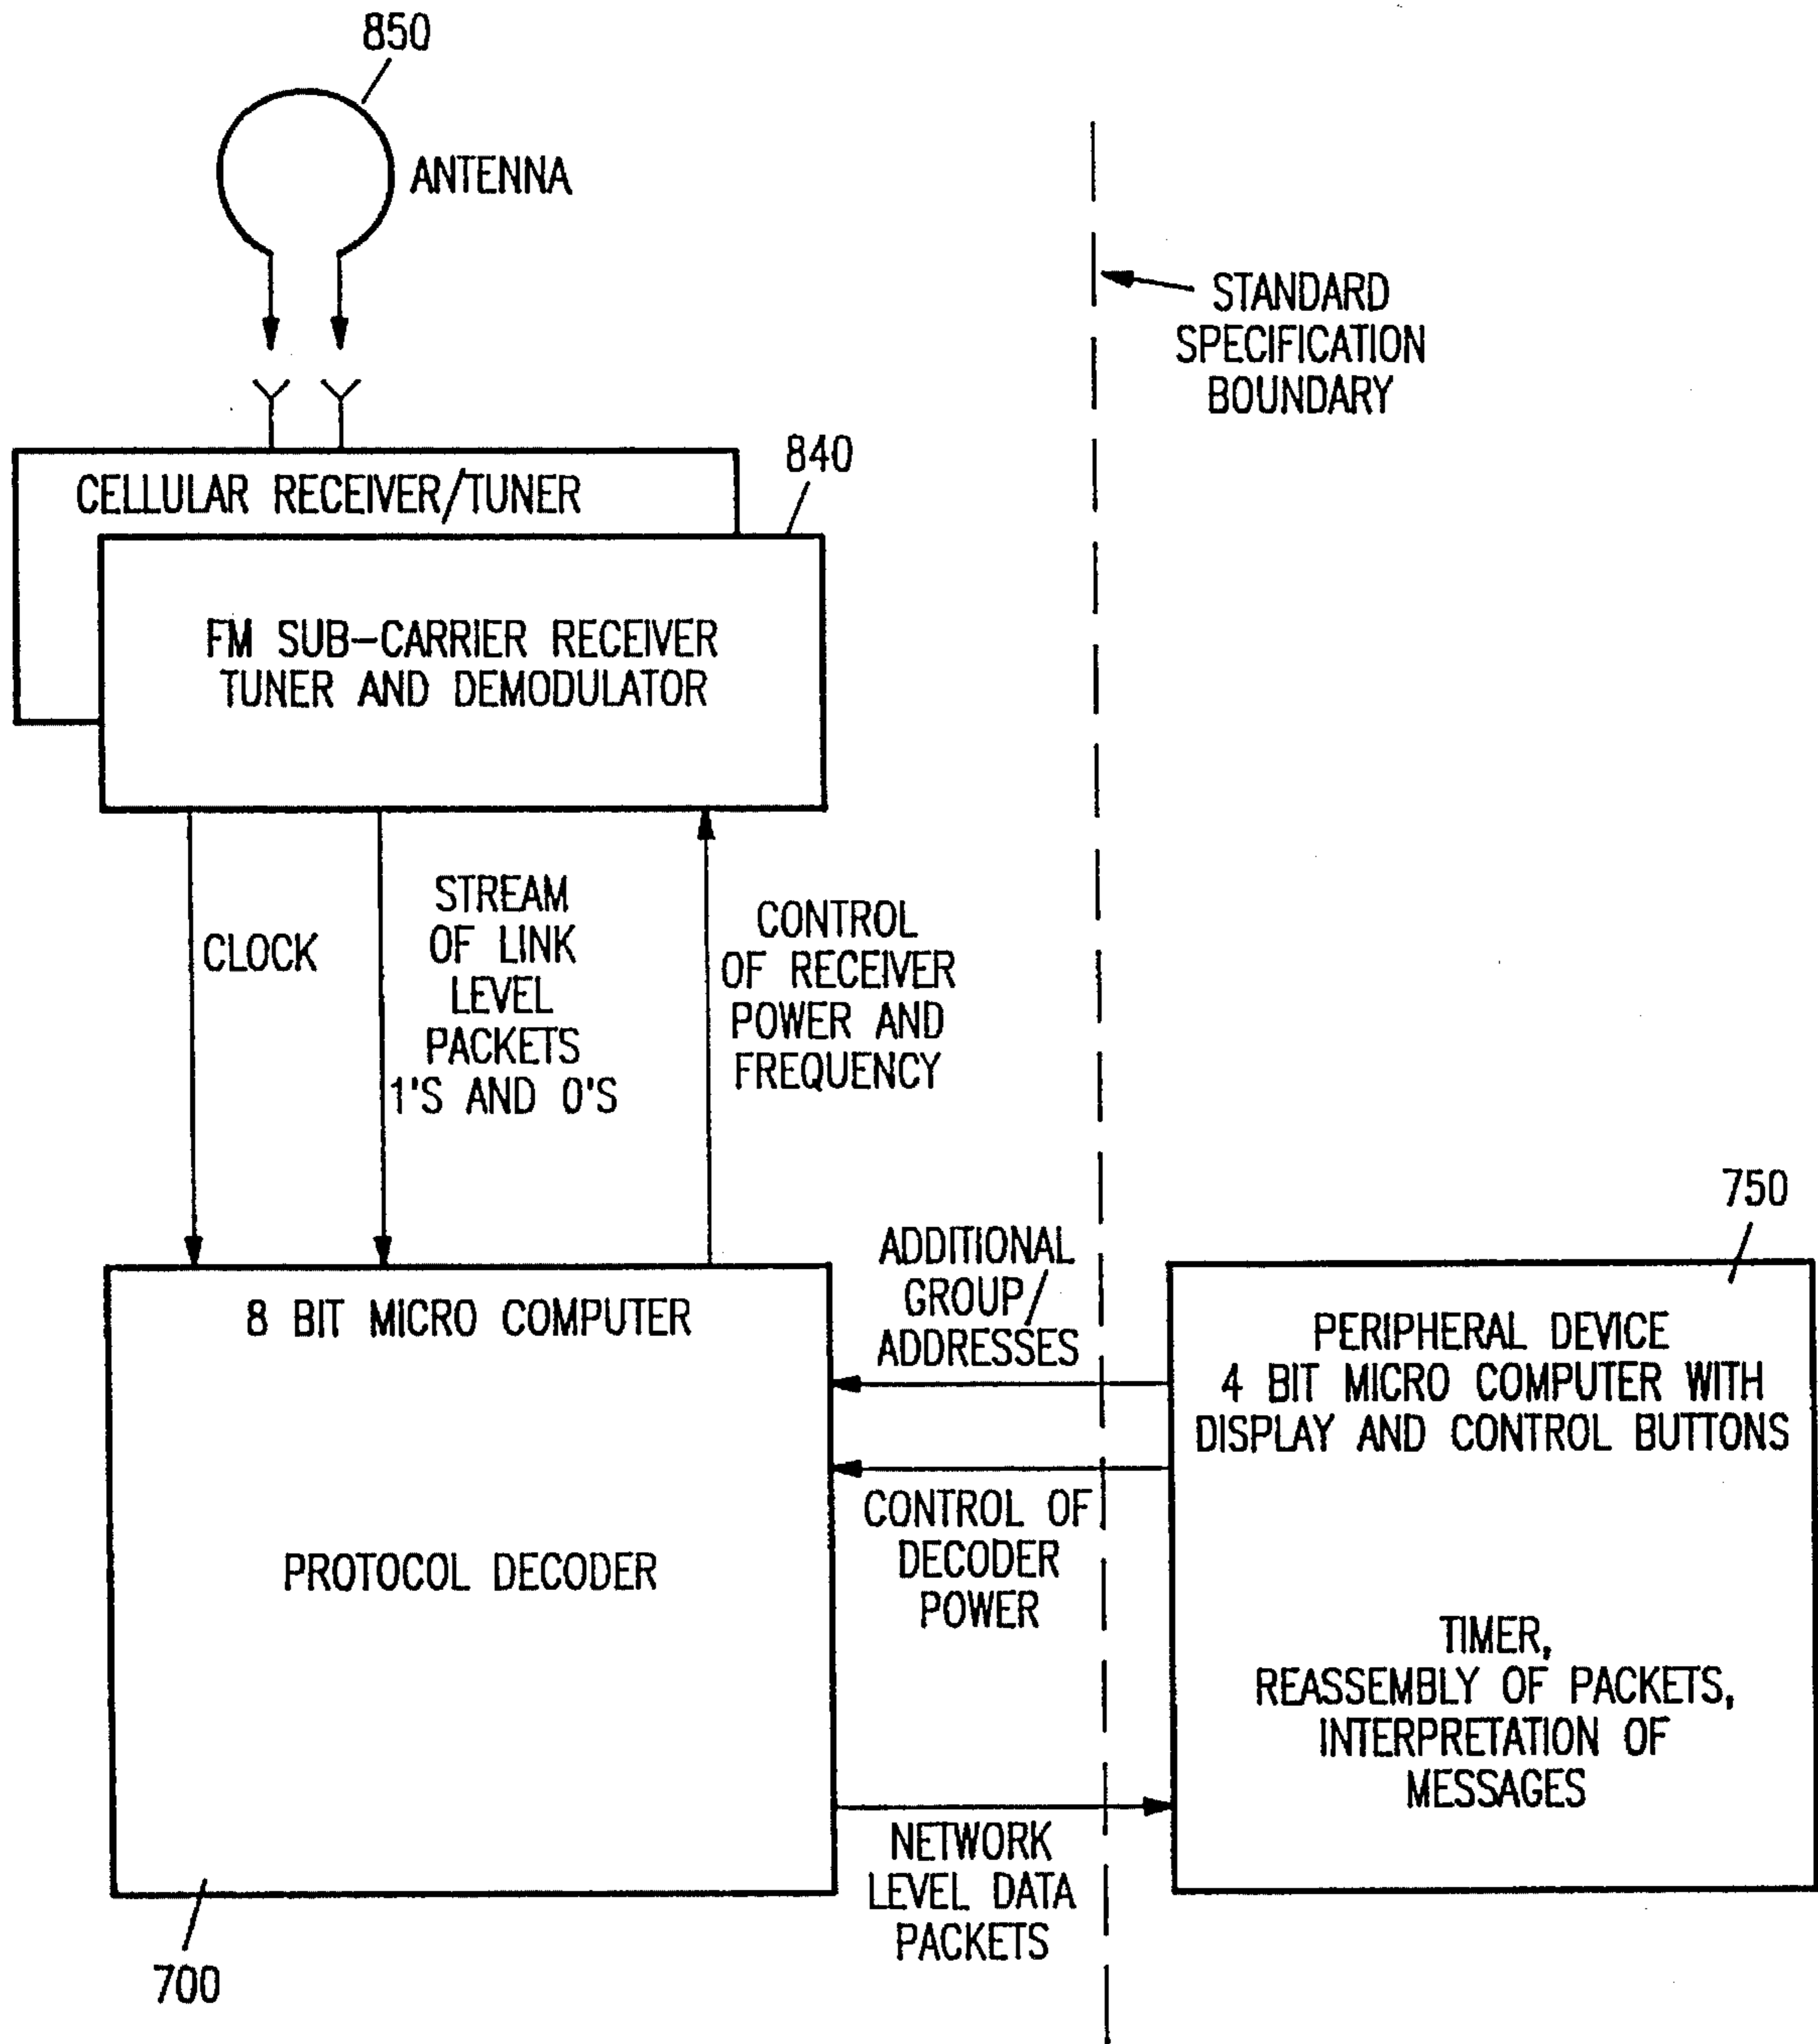 850
ANTENNA
STANDARD
SPECIFICATION
BOUNDARY
840
CELLULAR RECEIVER/TUNER
FM SUB-CARRIER RECEIVER
TUNER AND DEMODULATOR
CLOCK
STREAM
OF LINK
LEVEL
PACKETS
1'S AND 0'S
CONTROL
OF RECEIVER
POWER AND
FREQUENCY
750
8 BIT MICRO COMPUTER
PROTOCOL DECODER
700
ADDITIONAL
GROUP/
ADDRESSES
CONTROL OF
DECODER
POWER
NETWORK
LEVEL DATA
PACKETS
PERIPHERAL DEVICE
4 BIT MICRO COMPUTER WITH
DISPLAY AND CONTROL BUTTONS
TIMER,
REASSEMBLY OF PACKETS,
INTERPRETATION OF
MESSAGES